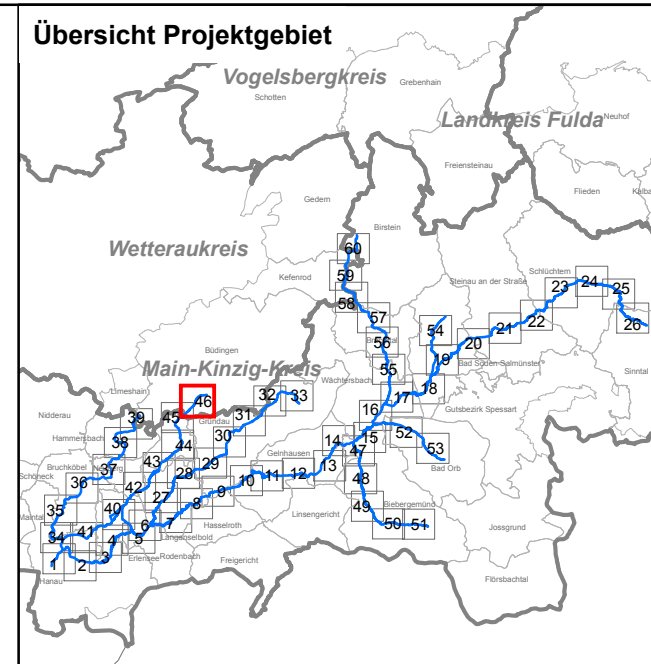 Übersicht Projektgebiet
Vogelsbergkreis
Grebenhain
Schotten
Landkreis Fulda
Neuhof
Freiensteinau
Flieden
Gedern
Birstein
Wetteraukreis
60
Kefenrod
59
58
57
Steinau an der Straße
Schlüchtern
23
24
25
26
22
21
20
54
56
Büdingen
Main-Kinzig-Kreis
55
19
Bad Soden-Salmünster
Sinntal
Limeshain
46
32
33
Wächtersbach
17
18
Gutsbezirk Spessart
Nidderau
39
45
31
Gründau
16
Hammersbach
38
44
30
14
15
52
53
Bruchköbel
37
43
29
Gelnhausen
47
Bad Orb
Schöneck
36
42
28
10
11
12
13
48
35
40
27
9
Linsengericht
49
Biebergemünd
Maintal
41
8
Hasselroth
50
51
Jossgrund
34
4
6
7
Langenselbold
5
Erlensee
Rodenbach
Freigericht
1
2
3
Hanau
Flörsbachtal